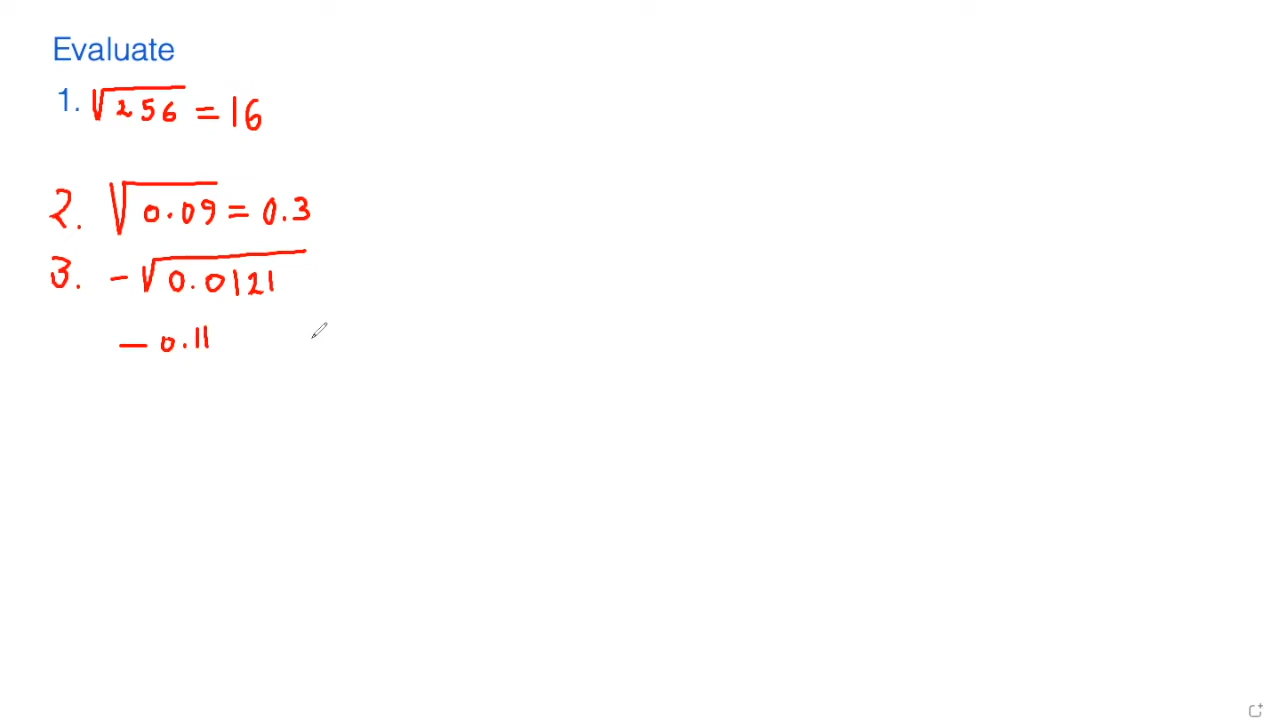 Evaluate
1. √256 = 16
2. √0.09 = 0.3
3. -√0.0121
- 0.11